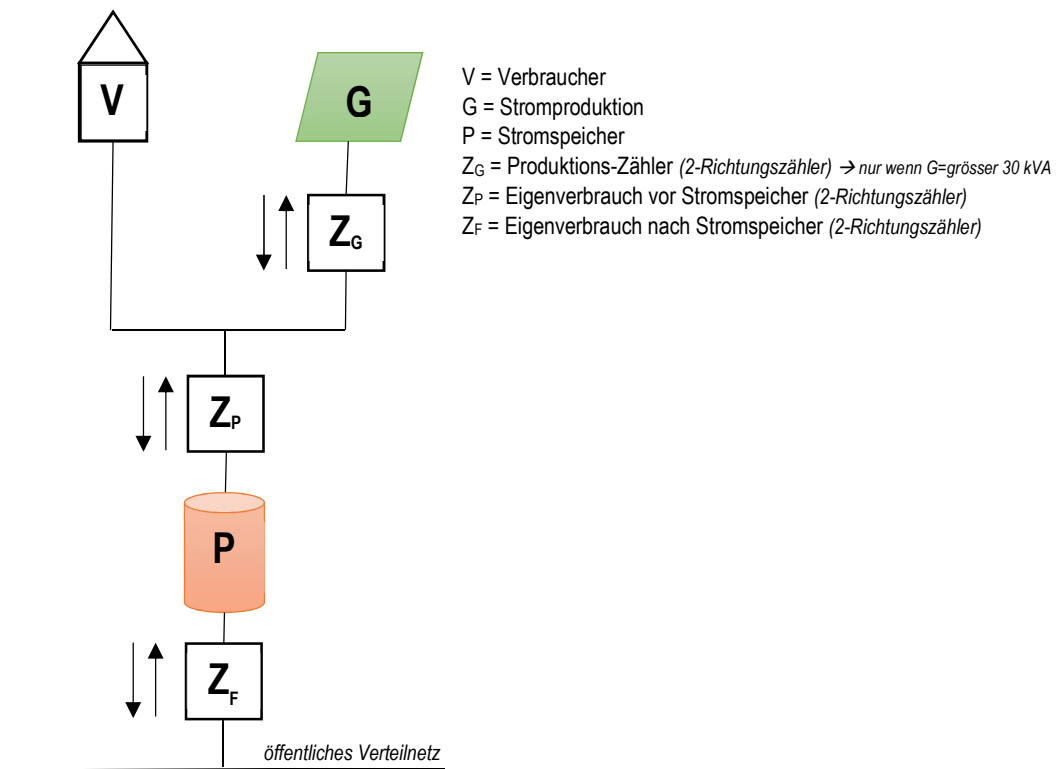 V
G
V = Verbraucher
G = Stromproduktion
P = Stromspeicher
ZG = Produktions-Zähler (2-Richtungszähler) → nur wenn G=grösser 30 kVA
ZP = Eigenverbrauch vor Stromspeicher (2-Richtungszähler)
ZF = Eigenverbrauch nach Stromspeicher (2-Richtungszähler)
ZG
ZP
P
ZF
öffentliches Verteilnetz